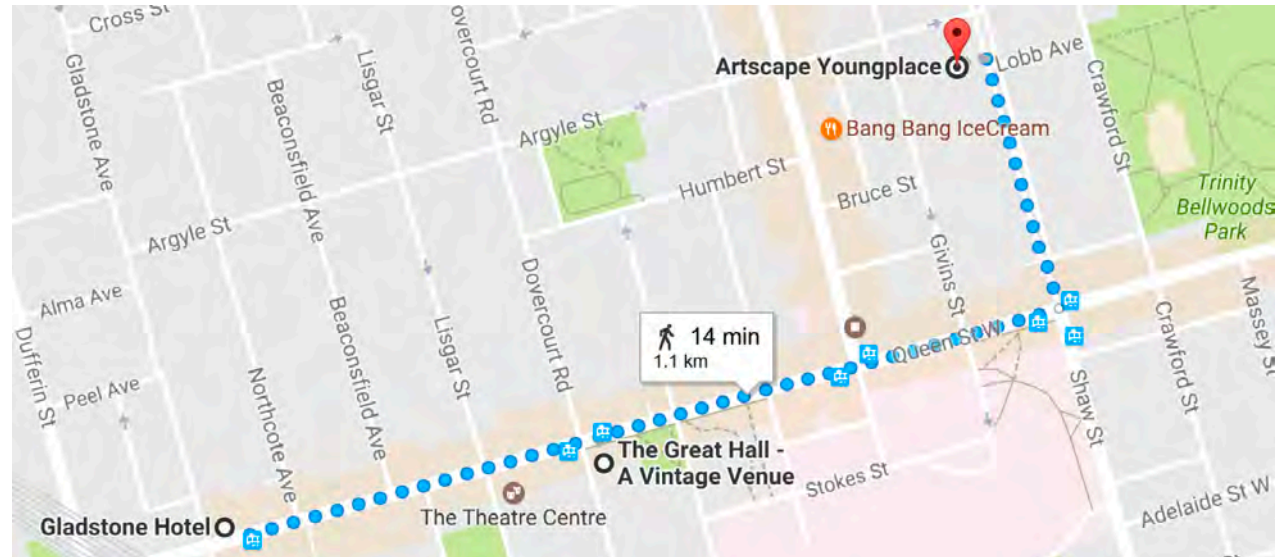 Cross St
Gladstone Ave
Beaconsfield Ave
Lisgar St
overcourt Rd
Argyle St
Artscape Youngplace
Lobb Ave
Crawford St
Bang Bang IceCream
Humbert St
Bruce St
Trinity
Bellwoods
Park
Argyle St
Givins St
Alma Ave
Dufferin St
Peel Ave
Northcote Ave
Beaconsfield Ave
Lisgar St
Dovercourt Rd
14 min
1.1 km
Queen St W
Massey St
Crawford St
Shaw St
The Great Hall -
A Vintage Venue
Stokes St
Adelaide St W
The Theatre Centre
Gladstone Hotel